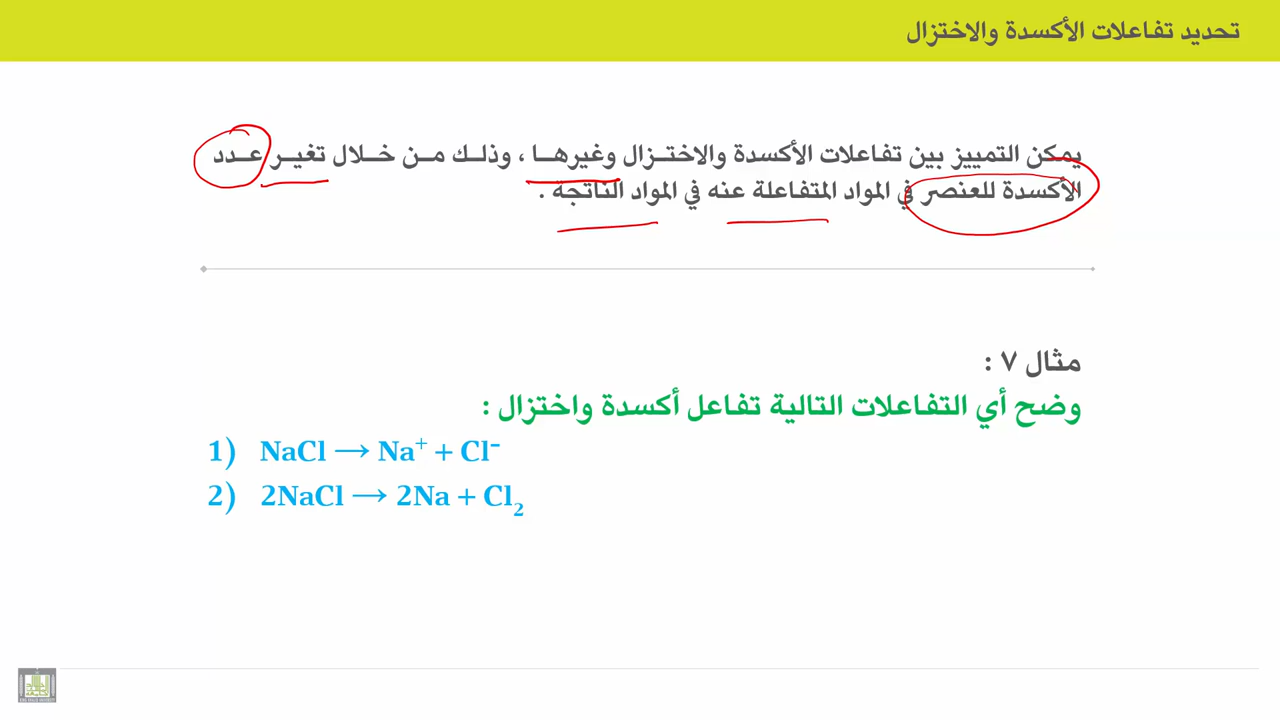 تحديد تفاعلات الأكسدة والاختزال
يمكن التمييز بين تفاعلات الأكسدة والاختزال وغيرها ، وذلك من خلال تغير عدد
الأكسدة للعنصر في المواد المتفاعلة عنه في المواد الناتجة .
مثال ٧ :
وضح أي التفاعلات التالية تفاعل أكسدة واختزال :
1) NaCl → Na⁺ + Cl⁻
2) 2NaCl → 2Na + Cl₂